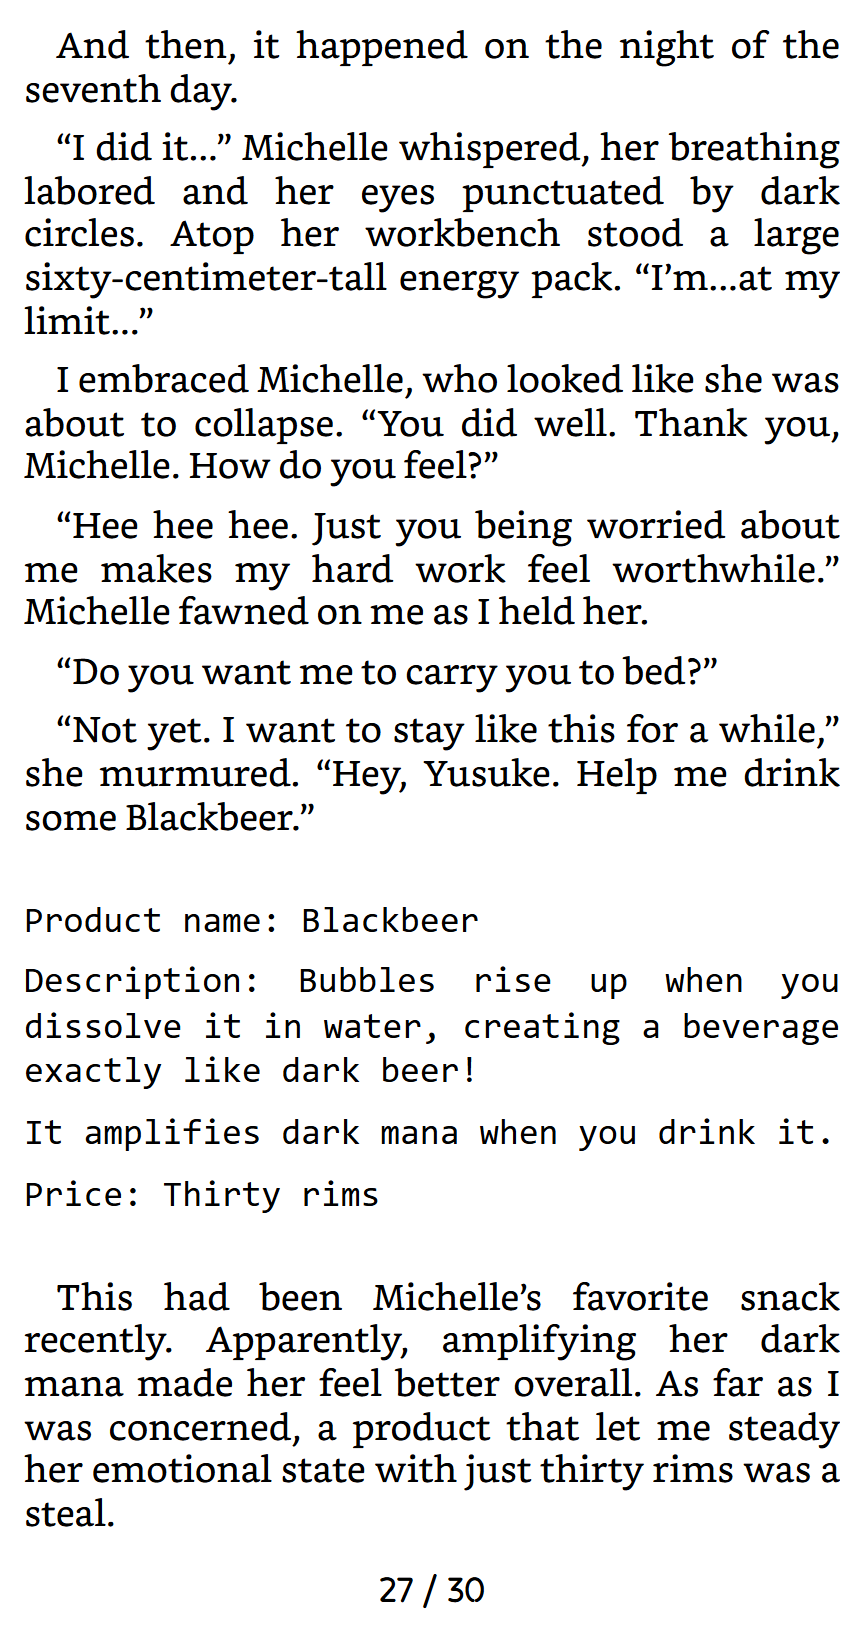 And then, it happened on the night of the
seventh day.
“I did it...” Michelle whispered, her breathing
labored and her eyes punctuated by dark
circles. Atop her workbench stood a large
sixty-centimeter-tall energy pack. “I’m...at my
limit...”
I embraced Michelle, who looked like she was
about to collapse. “You did well. Thank you,
Michelle. How do you feel?”
“Hee hee hee. Just you being worried about
me makes my hard work feel worthwhile.”
Michelle fawned on me as I held her.
“Do you want me to carry you to bed?”
“Not yet. I want to stay like this for a while,”
she murmured. “Hey, Yusuke. Help me drink
some Blackbeer.”
Product name: Blackbeer
Description: Bubbles rise up when you
dissolve it in water, creating a beverage
exactly like dark beer!
It amplifies dark mana when you drink it.
Price: Thirty rims
This had been Michelle’s favorite snack
recently. Apparently, amplifying her dark
mana made her feel better overall. As far as I
was concerned, a product that let me steady
her emotional state with just thirty rims was a
steal.
27 / 30